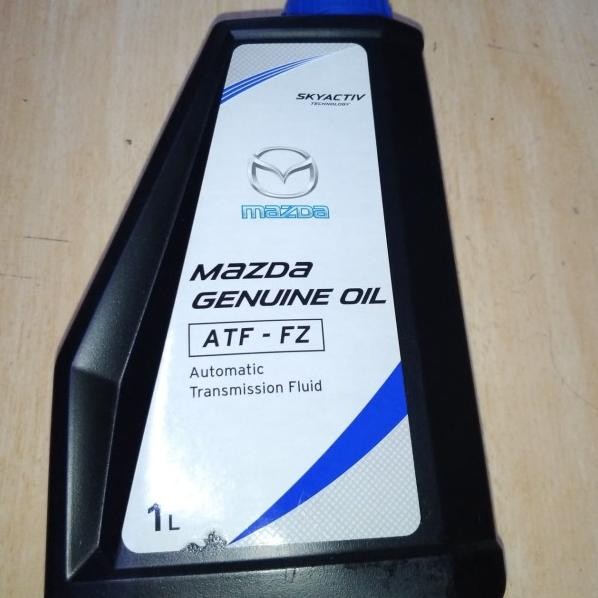 SKYACTIV
TECHNOLOGY
mazda
mazda
GENUINE OIL
ATF - FZ
Automatic
Transmission Fluid
1L